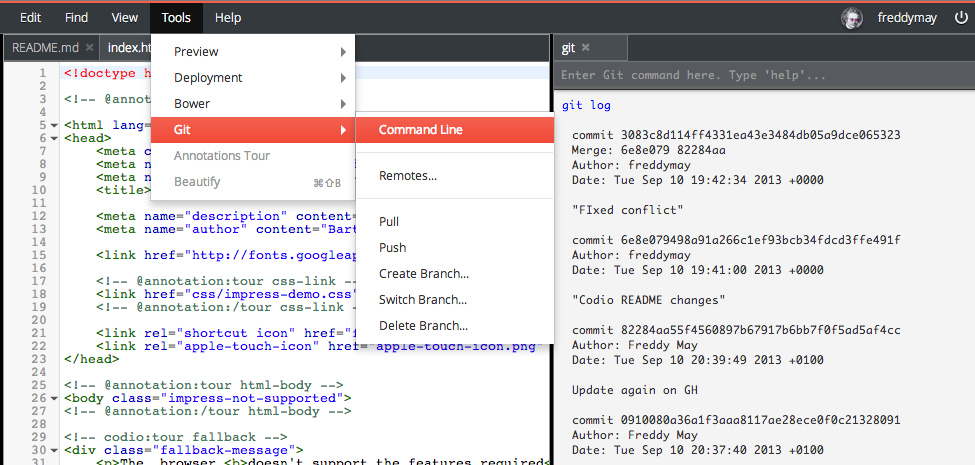 Edit Find View Tools Help freddymay
README.md × index.ht git ×
Preview
Deployment
Bower
Git
Annotations Tour
Beautify ⌘⇧B
Command Line
Remotes...
Pull
Push
Create Branch...
Switch Branch...
Delete Branch...
1 <!doctype h
2
3 <!-- @annot
4
5 <html lang=
6 <head>
7 <meta c
8 <meta n
9 <meta n
10 <title>
11
12 <meta name="description" content=
13 <meta name="author" content="Bart
14
15 <link href="http://fonts.googleap
16
17 <!-- @annotation:tour css-link -
18 <link href="css/impress-demo.css"
19 <!-- @annotation:/tour css-link -
20
21 <link rel="shortcut icon" href="f
22 <link rel="apple-touch-icon" href="apple-touch-icon.png"
23 </head>
24
25 <!-- @annotation:tour html-body -->
26 <body class="impress-not-supported">
27 <!-- @annotation:/tour html-body -->
28
29 <!-- codio:tour fallback -->
30 <div class="fallback-message">
31 <p>The browser <b>doesn't support the features required<
Enter Git command here. Type 'help'...
git log
commit 3083c8d114ff4331ea43e3484db05a9dce065323
Merge: 6e8e079 82284aa
Author: freddymay
Date: Tue Sep 10 19:42:34 2013 +0000
"FIxed conflict"
commit 6e8e079498a91a266c1ef93bcb34fdcd3ffe491f
Author: freddymay
Date: Tue Sep 10 19:41:00 2013 +0000
"Codio README changes"
commit 82284aa55f4560897b67917b6bb7f0f5ad5af4cc
Author: Freddy May
Date: Tue Sep 10 20:39:49 2013 +0100
Update again on GH
commit 0910080a36a1f3aaa8117ae28ece0f0c21328091
Author: Freddy May
Date: Tue Sep 10 20:37:40 2013 +0100